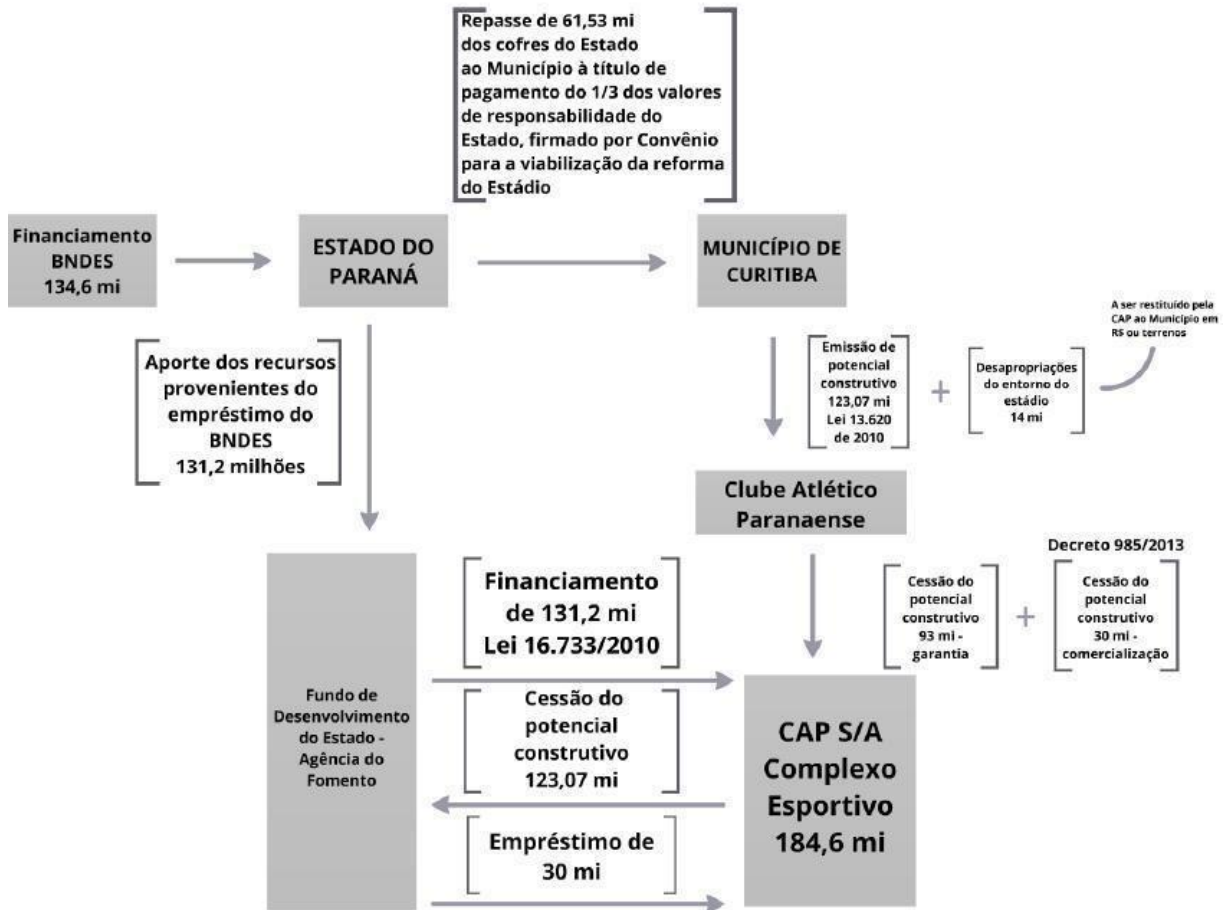 Repasse de 61,53 mi
dos cofres do Estado
ao Município à título de
pagamento do 1/3 dos valores
de responsabilidade do
Estado, firmado por Convênio
para a viabilização da reforma
do Estádio
Financiamento
BNDES
134,6 mi
ESTADO DO
PARANÁ
MUNICÍPIO DE
CURITIBA
Aporte dos recursos
provenientes do
empréstimo do
BNDES
131,2 milhões
Emissão de
potencial
construtivo
123,07 mi
Lei 13.620
de 2010
+
Desapropriações
do entorno do
estádio
14 mi
A ser restituído pela
CAP ao Município em
R$ ou terrenos
Clube Atlético
Paranaense
Decreto 985/2013
Cessão do
potencial
construtivo
93 mi -
garantia
+
Cessão do
potencial
construtivo
30 mi -
comercialização
Fundo de
Desenvolvimento
do Estado -
Agência do
Fomento
Financiamento
de 131,2 mi
Lei 16.733/2010
Cessão do
potencial
construtivo
123,07 mi
Empréstimo de
30 mi
CAP S/A
Complexo
Esportivo
184,6 mi